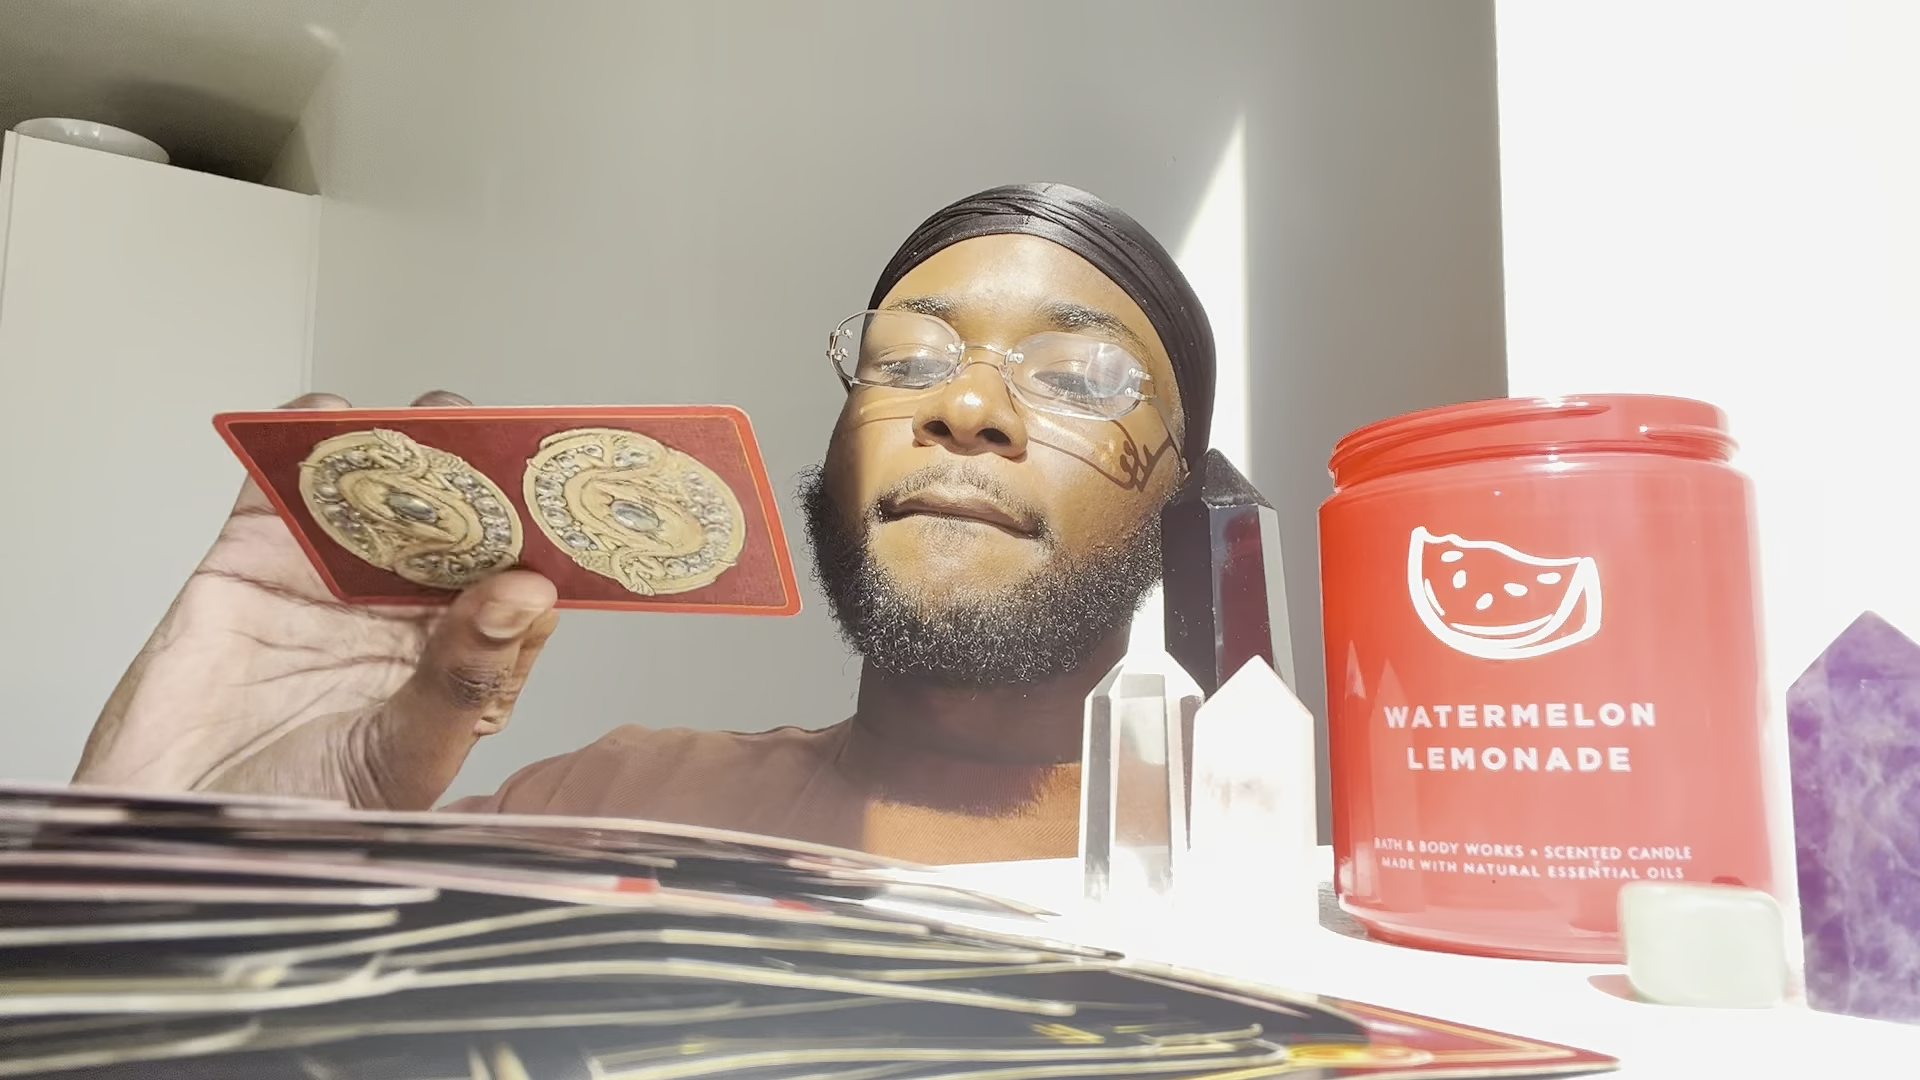 WATERMELON
LEMONADE
BATH & BODY WORKS • SCENTED CANDLE
MADE WITH NATURAL ESSENTIAL OILS